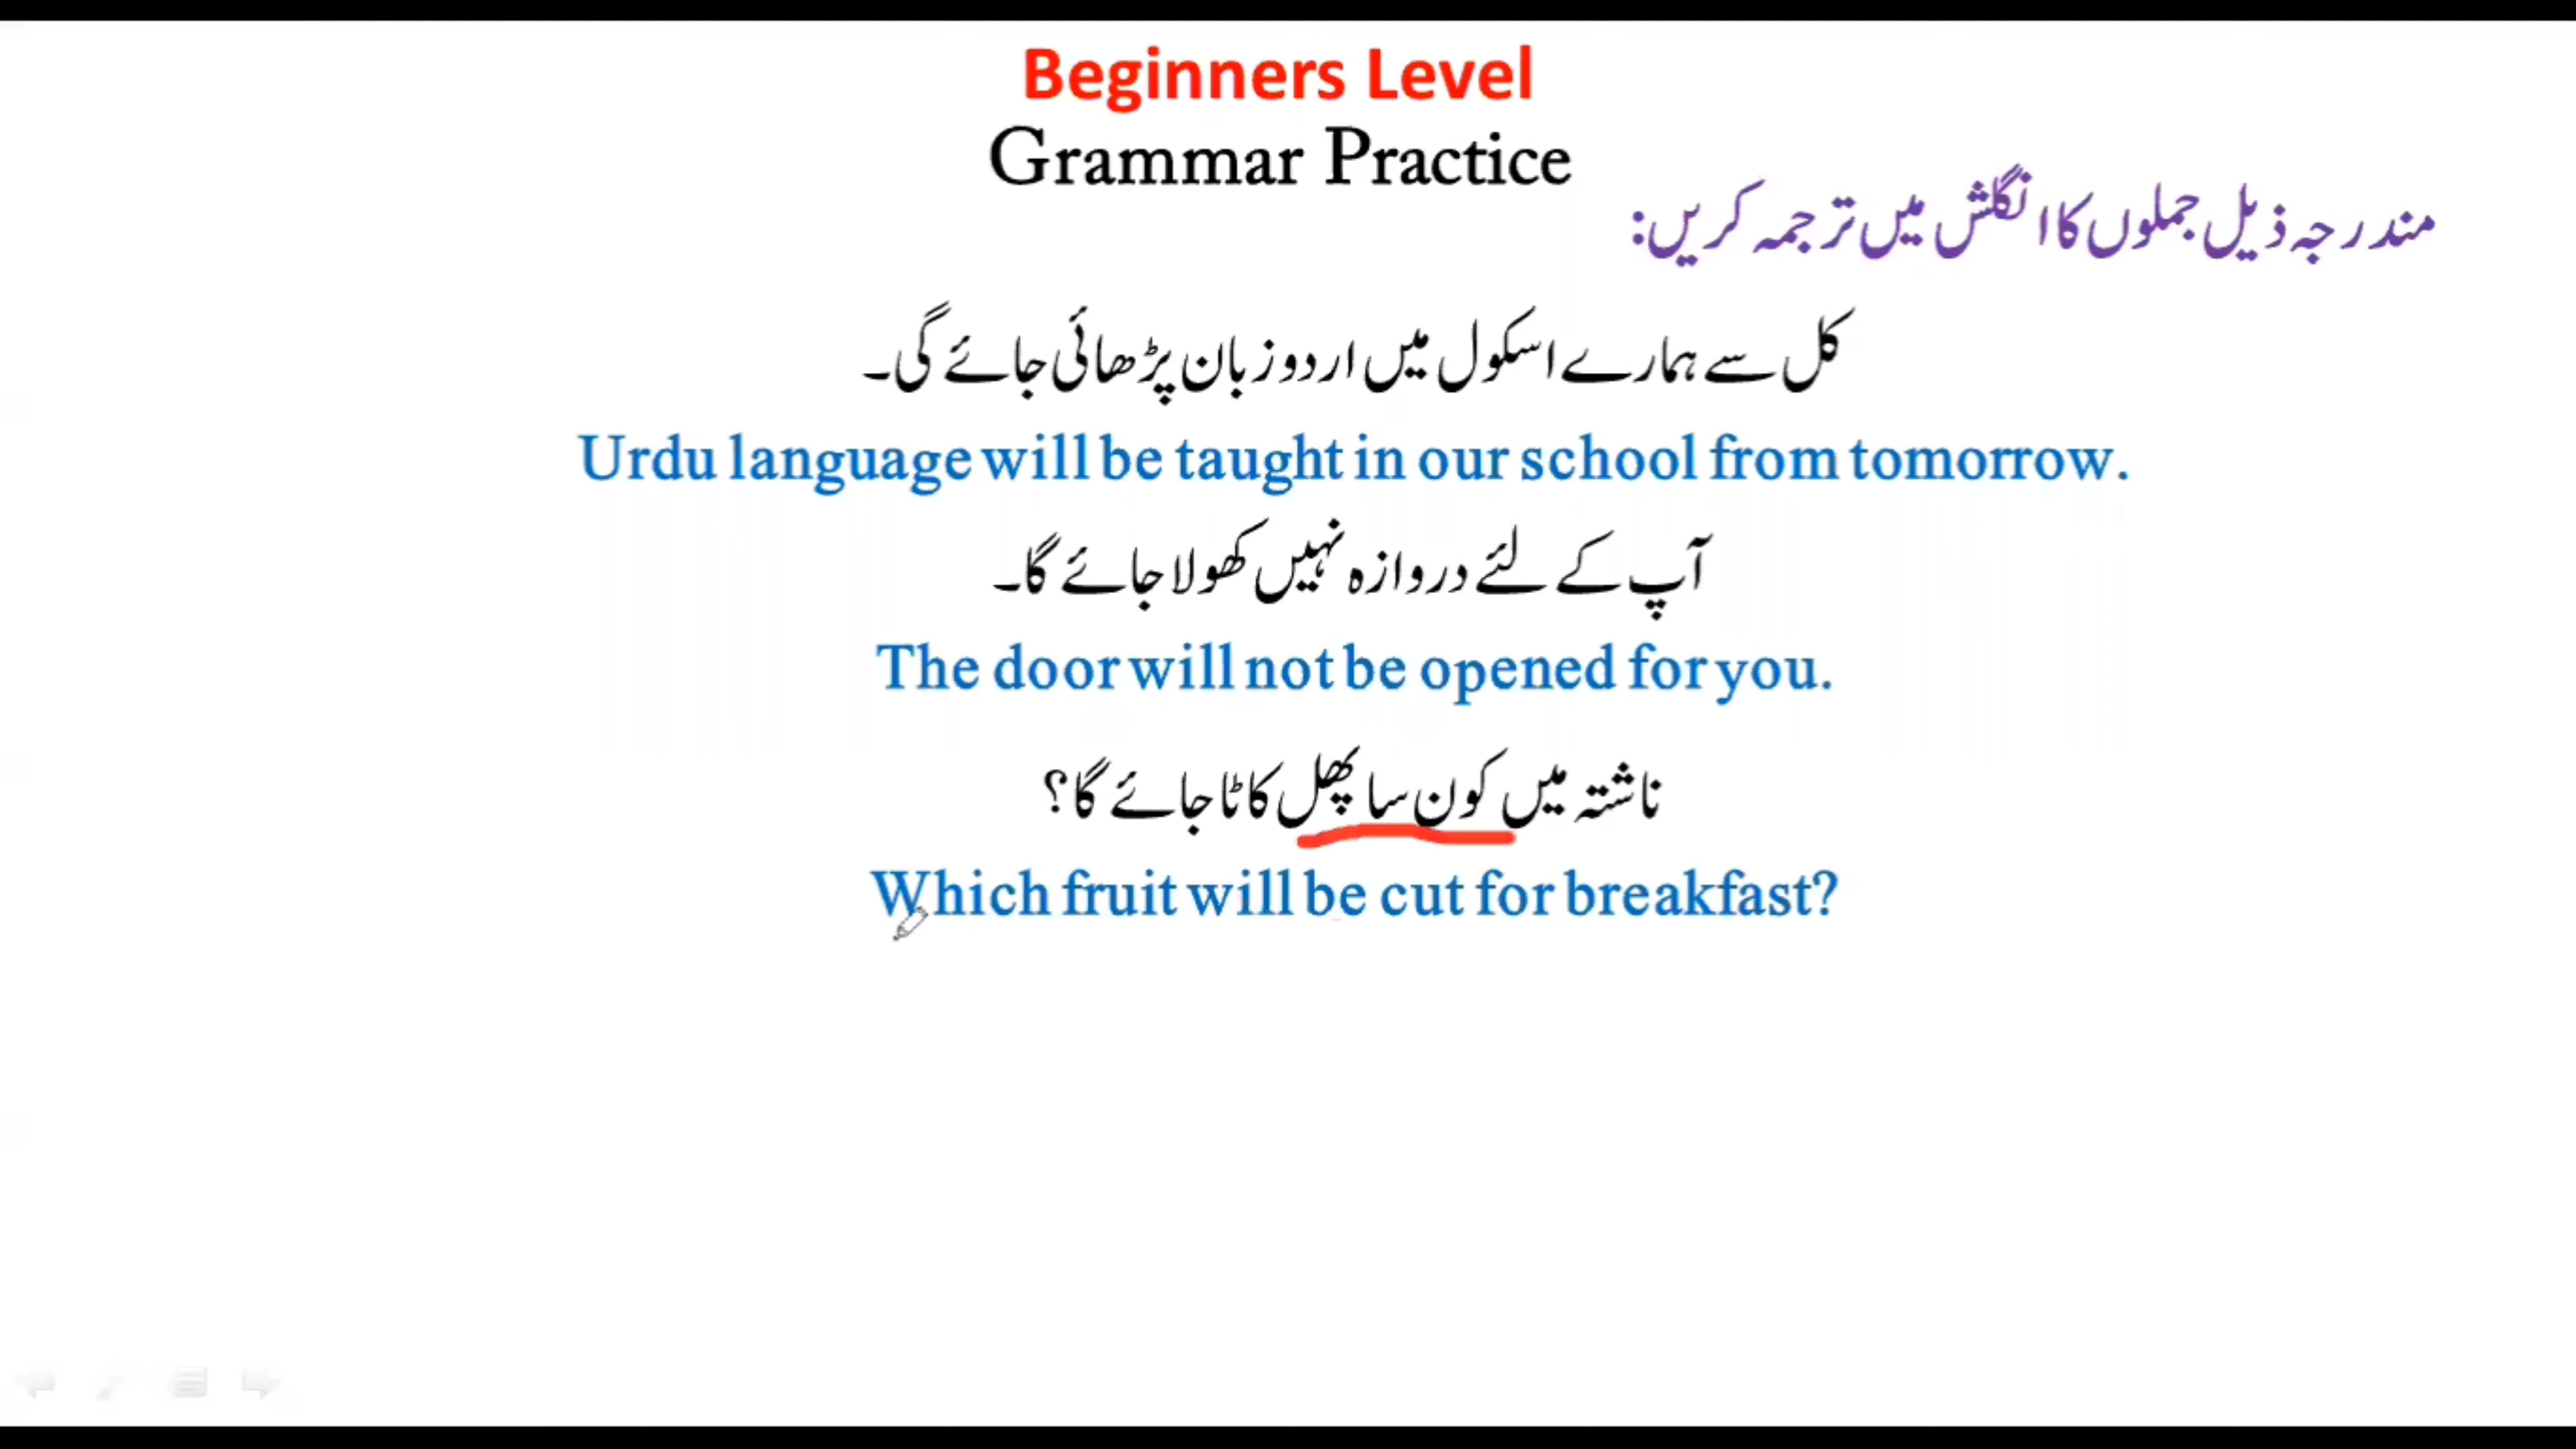 Beginners Level
Grammar Practice
مندرجہ ذیل جملوں کا انگلش میں ترجمہ کریں:
کل سے ہمارے اسکول میں اردو زبان پڑھائی جائے گی۔
Urdu language will be taught in our school from tomorrow.
آپ کے لئے دروازہ نہیں کھولا جائے گا۔
The door will not be opened for you.
ناشتہ میں کون سا پھل کاٹا جائے گا؟
Which fruit will be cut for breakfast?